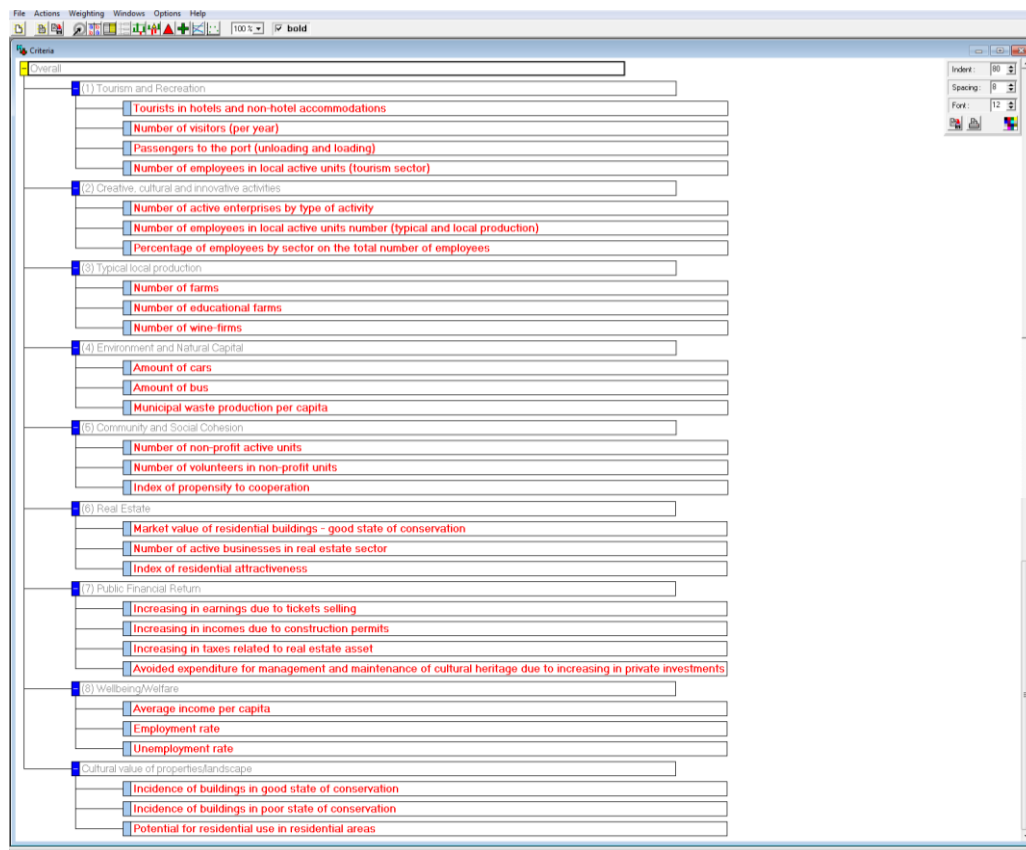 File Actions Weighting Windows Options Help
100 % bold
Criteria
Overall
Indent: 80
(1) Tourism and Recreation
Spacing: 8
Tourists in hotels and non-hotel accommodations
Font: 12
Number of visitors (per year)
Passengers to the port (unloading and loading)
Number of employees in local active units (tourism sector)
(2) Creative, cultural and innovative activities
Number of active enterprises by type of activity
Number of employees in local active units number (typical and local production)
Percentage of employees by sector on the total number of employees
(3) Typical local production
Number of farms
Number of educational farms
Number of wine-firms
(4) Environment and Natural Capital
Amount of cars
Amount of bus
Municipal waste production per capita
(5) Community and Social Cohesion
Number of non-profit active units
Number of volunteers in non-profit units
Index of propensity to cooperation
(6) Real Estate
Market value of residential buildings - good state of conservation
Number of active businesses in real estate sector
Index of residential attractiveness
(7) Public Financial Return
Increasing in earnings due to tickets selling
Increasing in incomes due to construction permits
Increasing in taxes related to real estate asset
Avoided expenditure for management and maintenance of cultural heritage due to increasing in private investments
(8) Wellbeing/Welfare
Average income per capita
Employment rate
Unemployment rate
Cultural value of properties/landscape
Incidence of buildings in good state of conservation
Incidence of buildings in poor state of conservation
Potential for residential use in residential areas